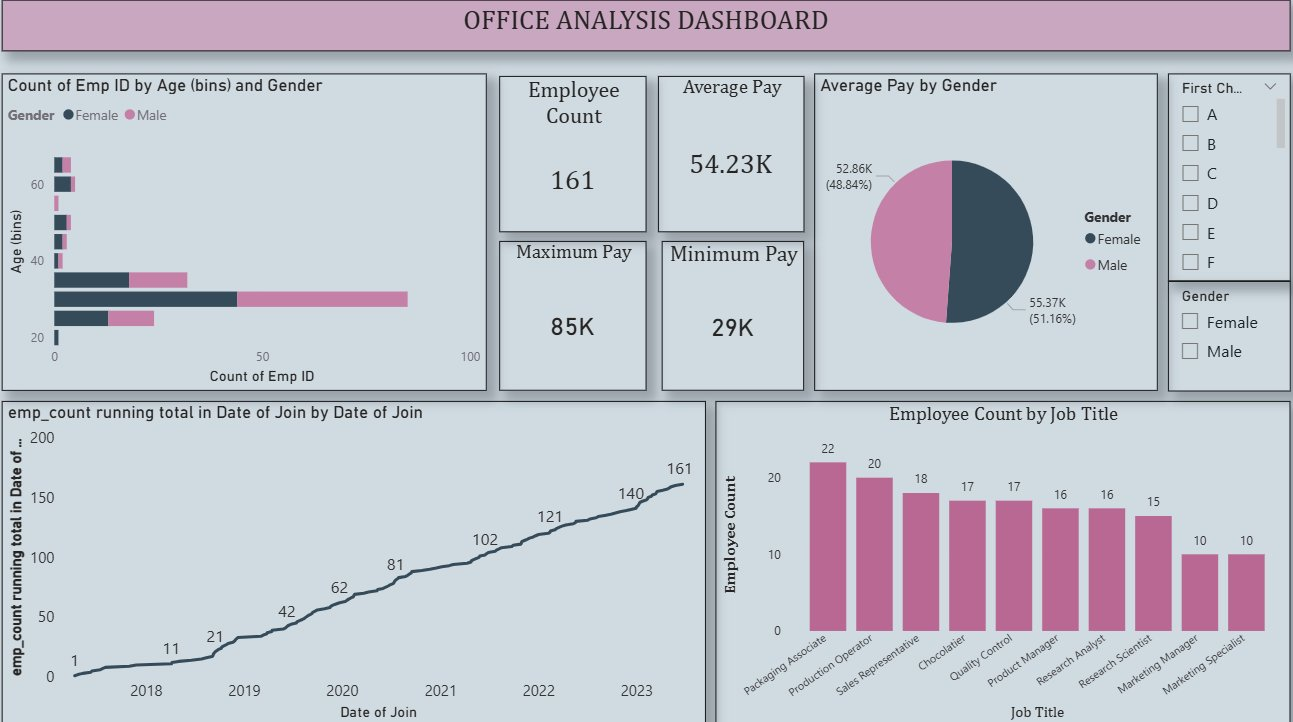 OFFICE ANALYSIS DASHBOARD
Count of Emp ID by Age (bins) and Gender
Gender Female Male
60
40
20
Age (bins)
0 50 100
Count of Emp ID
Employee
Count
161
Average Pay
54.23K
Maximum Pay
85K
Minimum Pay
29K
Average Pay by Gender
52.86K
(48.84%)
55.37K
(51.16%)
Gender
Female
Male
First Ch...
A
B
C
D
E
F
Gender
Female
Male
emp_count running total in Date of Join by Date of Join
emp_count running total in Date of ...
200
150
100
50
0
1
11
21
42
62
81
102
121
140
161
2018 2019 2020 2021 2022 2023
Date of Join
Employee Count by Job Title
Employee Count
20
10
0
22
20
18
17
17
16
16
15
10
10
Packaging Associate
Production Operator
Sales Representative
Chocolatier
Quality Control
Product Manager
Research Analyst
Research Scientist
Marketing Manager
Marketing Specialist
Job Title